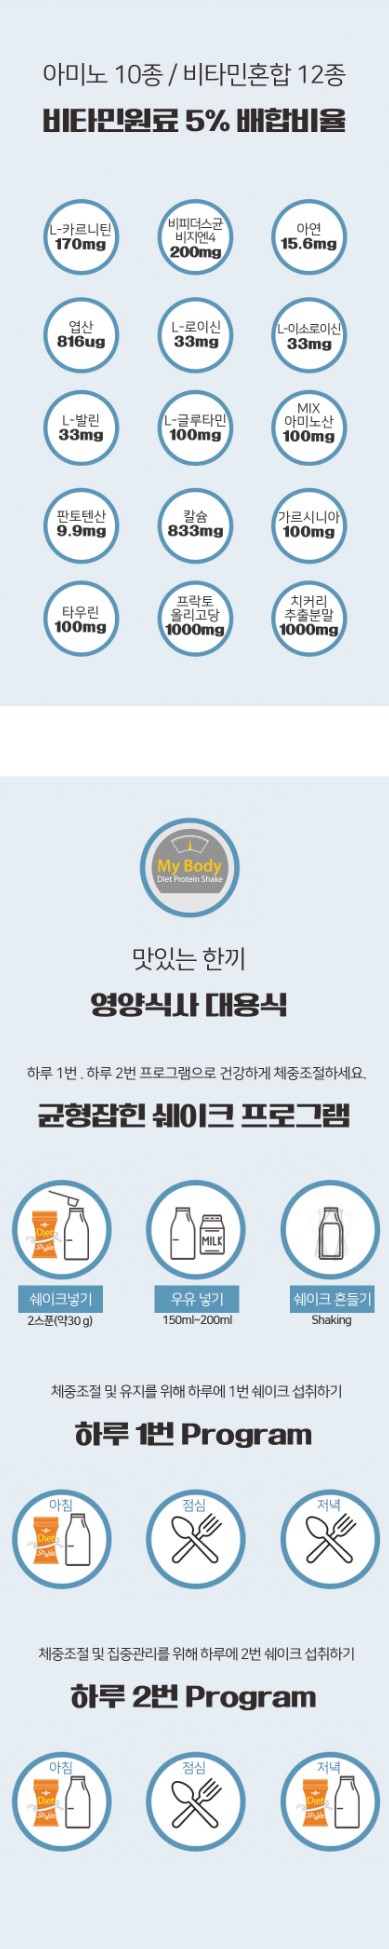 아미노 10종 / 비타민혼합 12종
비타민원료 5% 배합비율
L-카르니틴
170mg
비피더스균
비지엔4
200mg
아연
15.6mg
엽산
816ug
L-로이신
33mg
L-이소로이신
33mg
L-발린
33mg
L-글루타민
100mg
MIX
아미노산
100mg
판토텐산
9.9mg
칼슘
833mg
가르시니아
100mg
타우린
100mg
프락토
올리고당
1000mg
치커리
추출분말
1000mg
My Body
Diet Protein Shake
맛있는 한끼
영양식사 대용식
하루 1번 . 하루 2번 프로그램으로 건강하게 체중조절하세요.
균형잡힌 쉐이크 프로그램
Diet
Shake
MILK
쉐이크넣기
2스푼(약30 g)
우유 넣기
150ml~200ml
쉐이크 흔들기
Shaking
체중조절 및 유지를 위해 하루에 1번 쉐이크 섭취하기
하루 1번 Program
아침
Diet
Shake
점심
저녁
체중조절 및 집중관리를 위해 하루에 2번 쉐이크 섭취하기
하루 2번 Program
아침
Diet
Shake
점심
저녁
Diet
Shake